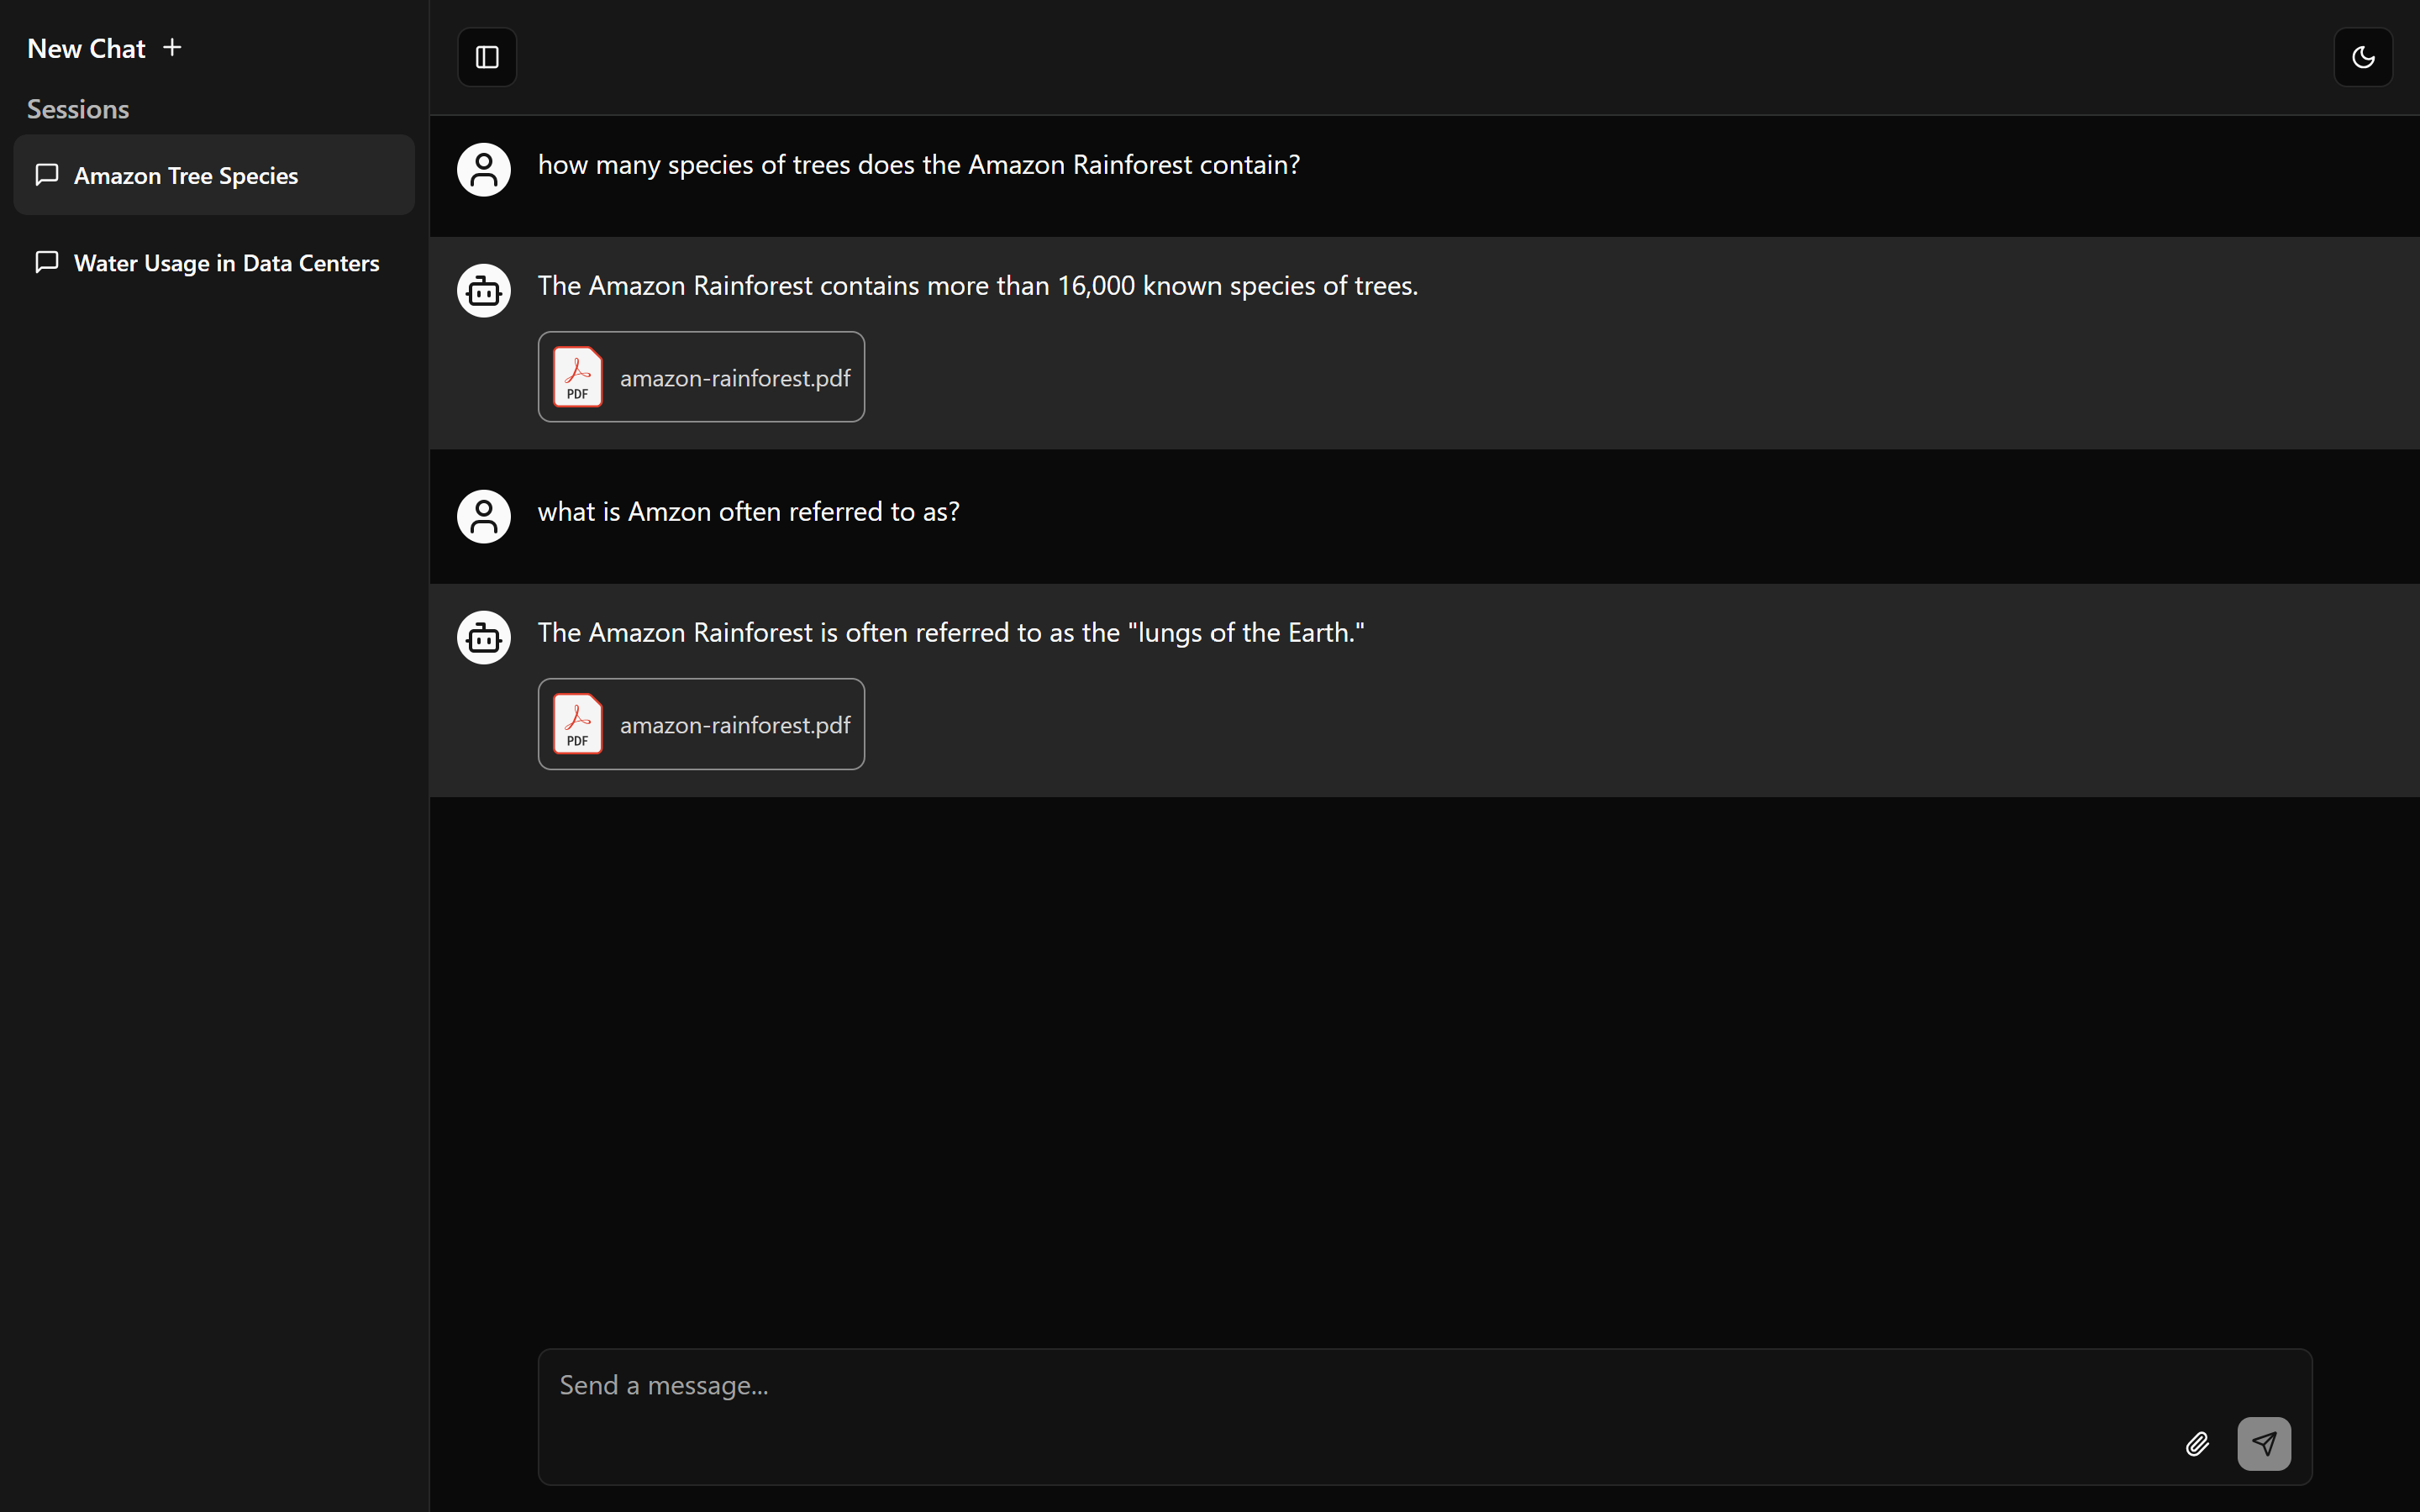 New Chat +
Sessions
Amazon Tree Species
Water Usage in Data Centers
how many species of trees does the Amazon Rainforest contain?
The Amazon Rainforest contains more than 16,000 known species of trees.
PDF
amazon-rainforest.pdf
what is Amzon often referred to as?
The Amazon Rainforest is often referred to as the "lungs of the Earth."
PDF
amazon-rainforest.pdf
Send a message...